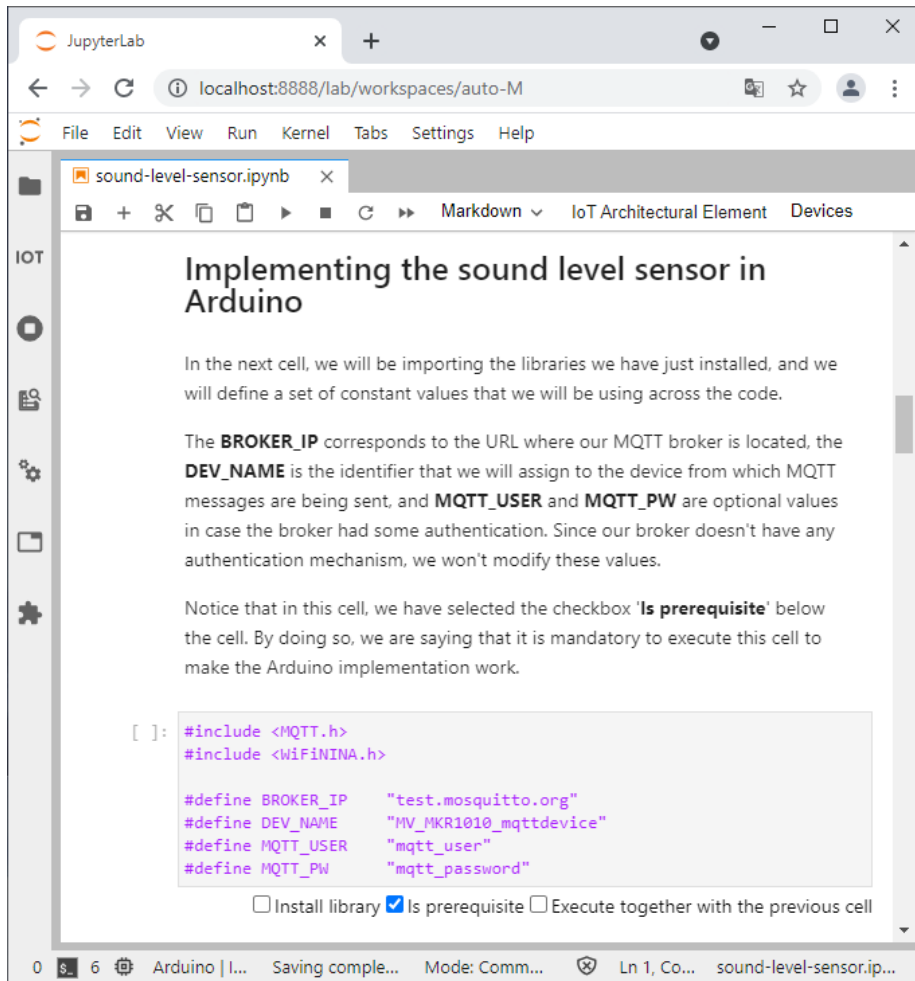 JupyterLab
localhost:8888/lab/workspaces/auto-M
File Edit View Run Kernel Tabs Settings Help
sound-level-sensor.ipynb
Markdown IoT Architectural Element Devices
IOT
Implementing the sound level sensor in
Arduino
In the next cell, we will be importing the libraries we have just installed, and we
will define a set of constant values that we will be using across the code.
The BROKER_IP corresponds to the URL where our MQTT broker is located, the
DEV_NAME is the identifier that we will assign to the device from which MQTT
messages are being sent, and MQTT_USER and MQTT_PW are optional values
in case the broker had some authentication. Since our broker doesn't have any
authentication mechanism, we won't modify these values.
Notice that in this cell, we have selected the checkbox 'Is prerequisite' below
the cell. By doing so, we are saying that it is mandatory to execute this cell to
make the Arduino implementation work.
[ ]: #include <MQTT.h>
#include <WiFiNINA.h>
#define BROKER_IP "test.mosquitto.org"
#define DEV_NAME "MV_MKR1010_mqttdevice"
#define MQTT_USER "mqtt_user"
#define MQTT_PW "mqtt_password"
Install library Is prerequisite Execute together with the previous cell
0 $_ 6 Arduino | I... Saving comple... Mode: Comm... Ln 1, Co... sound-level-sensor.ip...